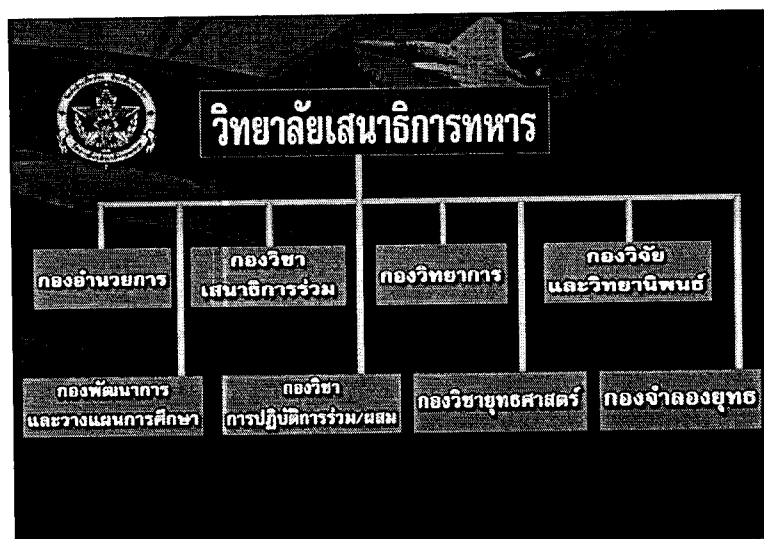 วิทยาลัยเสนาธิการทหาร
กองอำนวยการ
กองวิชา
เสนาธิการร่วม
กองวิทยาการ
กองวิจัย
และวิทยานิพนธ์
กองพัฒนาการ
และวางแผนการศึกษา
กองวิชา
การปฏิบัติการร่วม/ผสม
กองวิชายุทธศาสตร์
กองจำลองยุทธ